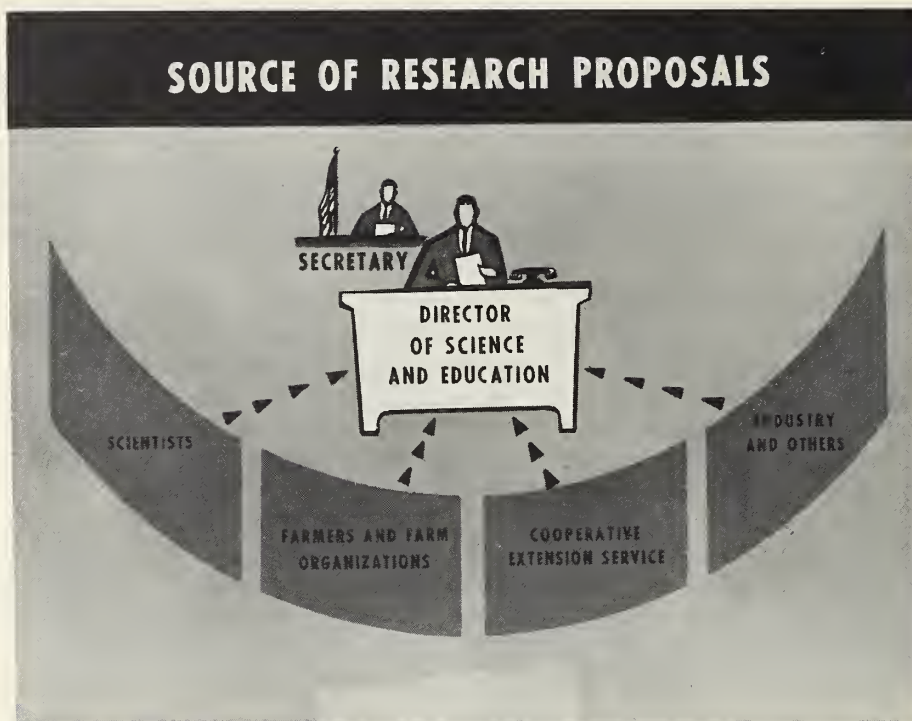 SOURCE OF RESEARCH PROPOSALS
SECRETARY
DIRECTOR
OF SCIENCE
AND EDUCATION
SCIENTISTS
FARMERS AND FARM
ORGANIZATIONS
COOPERATIVE
EXTENSION SERVICE
INDUSTRY
AND OTHERS